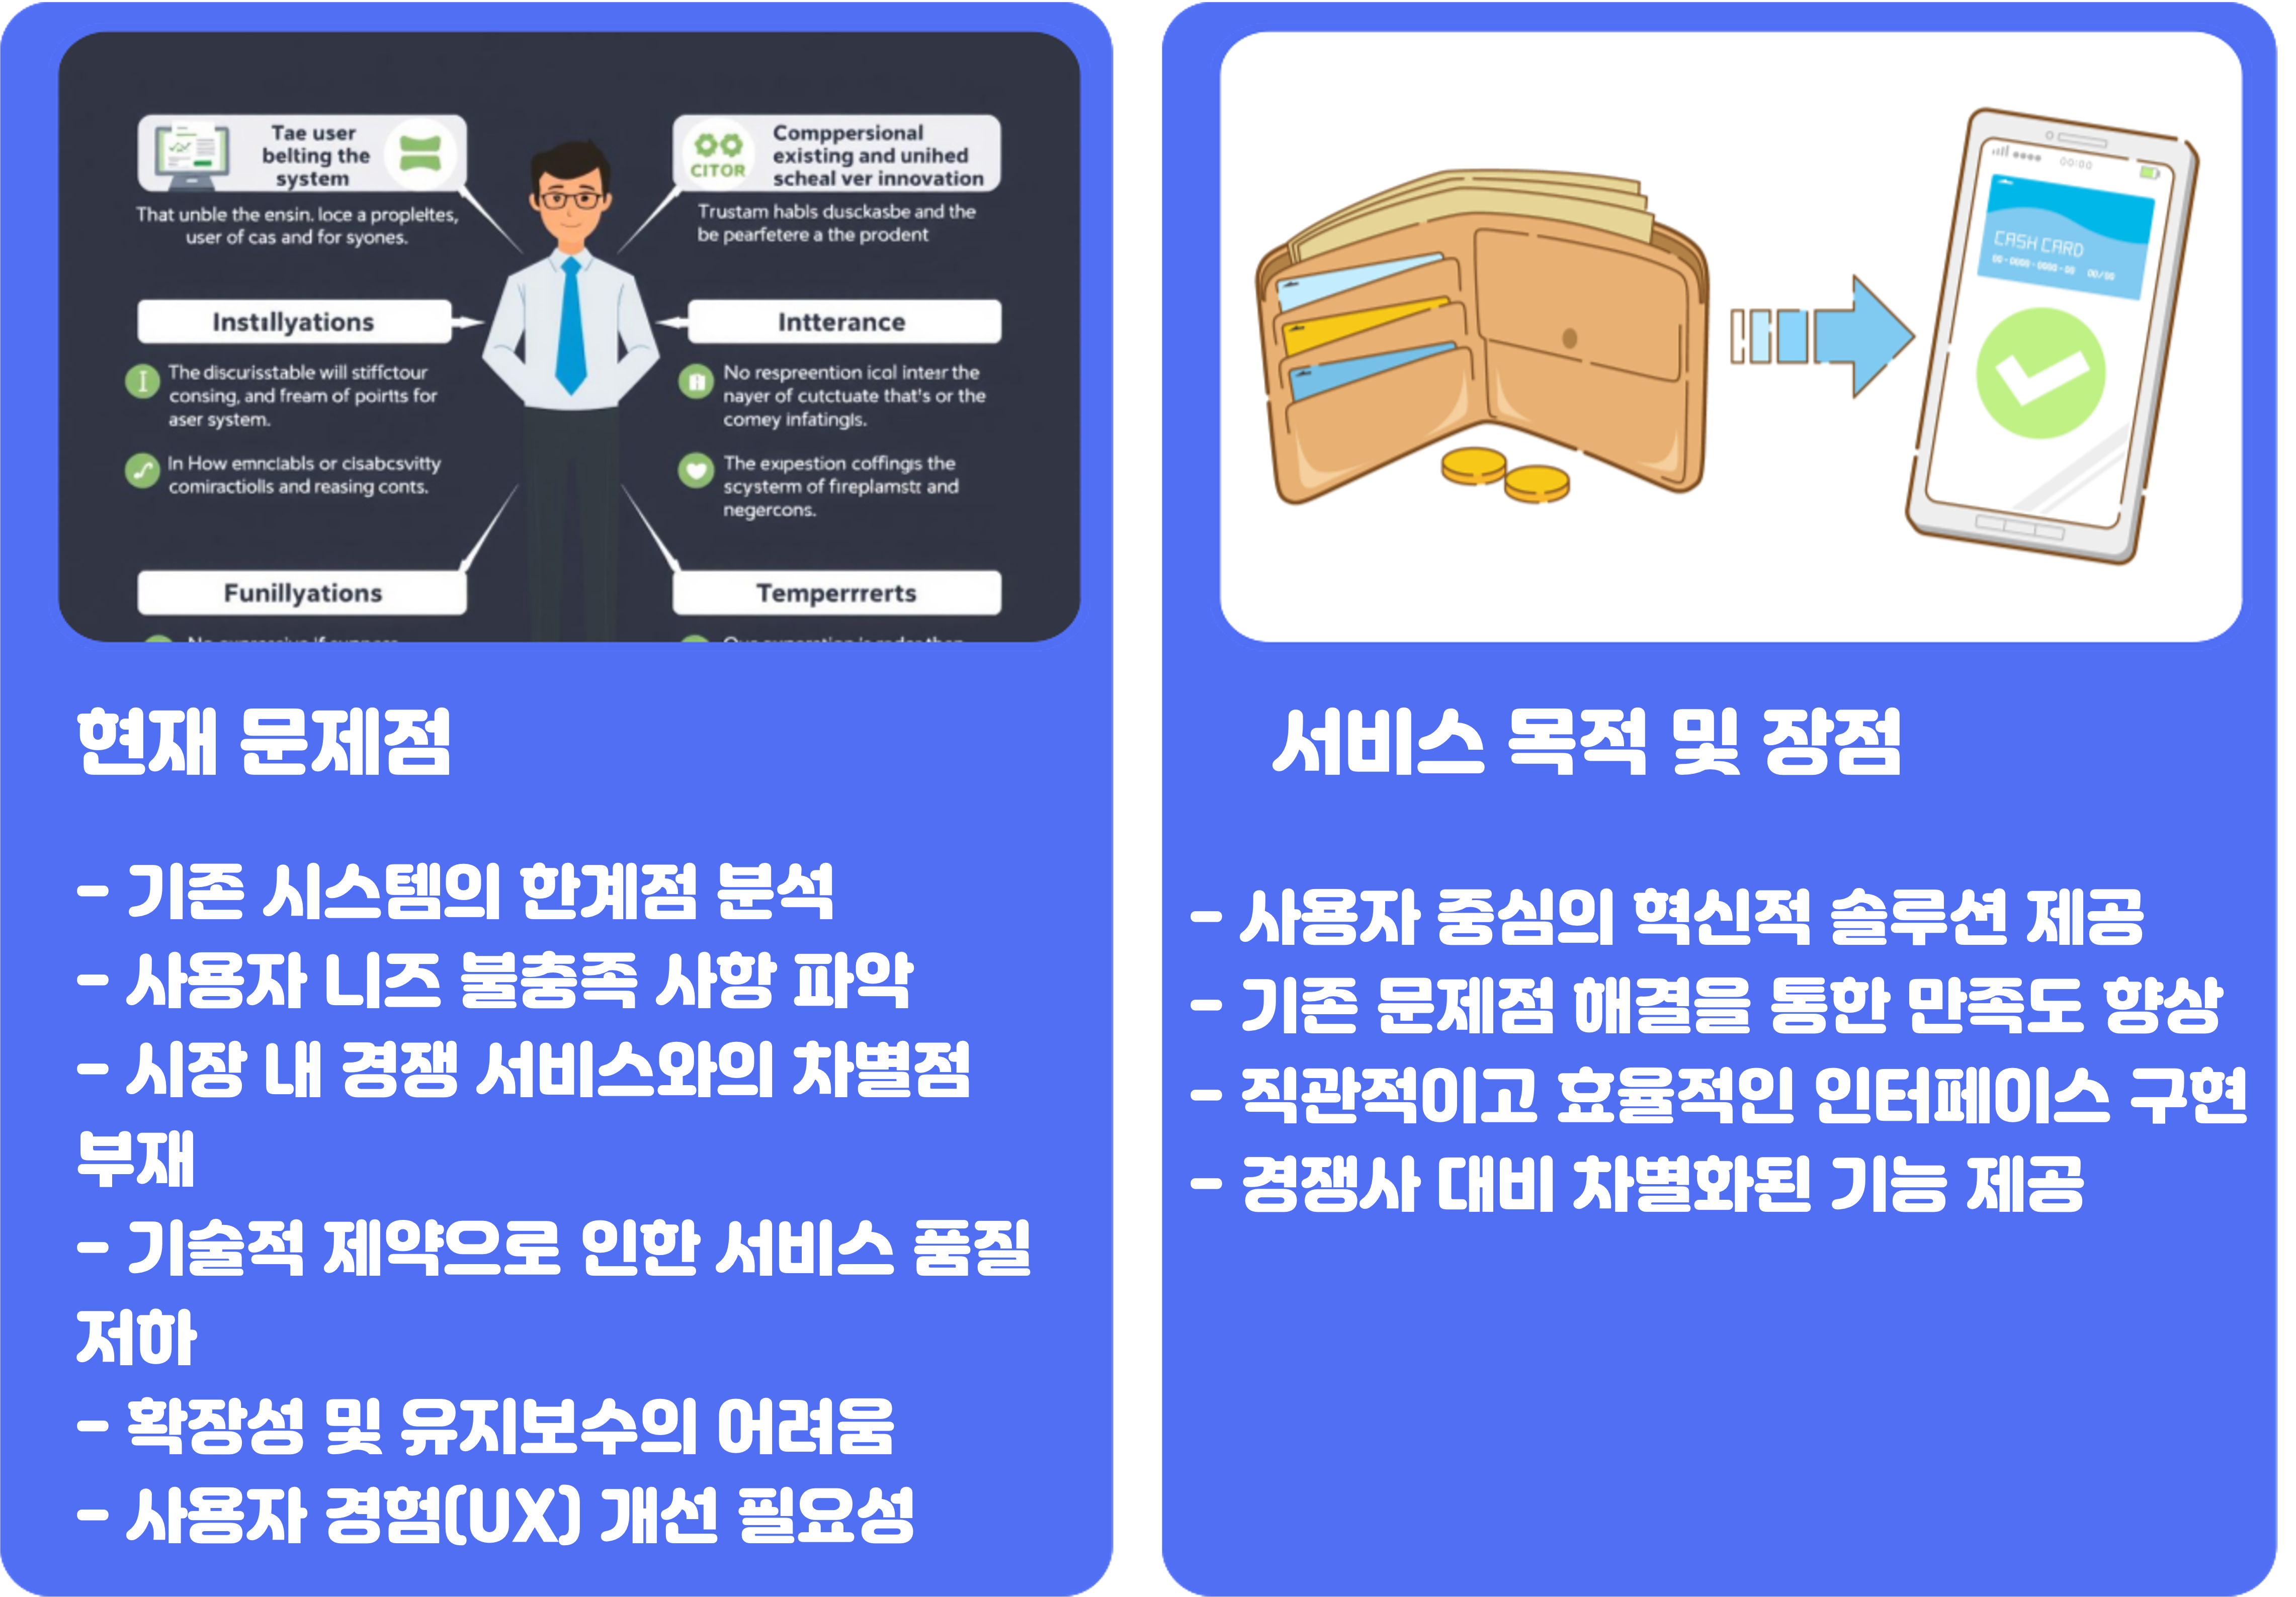 Tae user
belting the
system
That unble the ensin. loce a propleltes,
user of cas and for syones.
CITOR
Comppersional
existing and unihed
scheal ver innovation
Trustam habls dusckasbe and the
be pearfetere a the prodent
Instıllyations
The discurisstable will stiffctour
consing, and fream of poirtts for
aser system.
In How emnclabls or clsabcsvitty
comiractiolls and reasing conts.
Intterance
No respreention icol inteır the
nayer of cutctuate that's or the
comey infatingls.
The exıpestion coffingıs the
scysterm of fıreplamstt and
negercons.
Funillyations
Temperrrerts
현재 문제점
- 기존 시스템의 한계점 분석
- 사용자 니즈 불충족 사항 파악
- 시장 내 경쟁 서비스와의 차별점
부재
- 기술적 제약으로 인한 서비스 품질
저하
- 확장성 및 유지보수의 어려움
- 사용자 경험(UX) 개선 필요성
00:00
CASH CARD
00-0000-0000-00 00/00
서비스 목적 및 장점
- 사용자 중심의 혁신적 솔루션 제공
- 기존 문제점 해결을 통한 만족도 향상
- 직관적이고 효율적인 인터페이스 구현
- 경쟁사 대비 차별화된 기능 제공